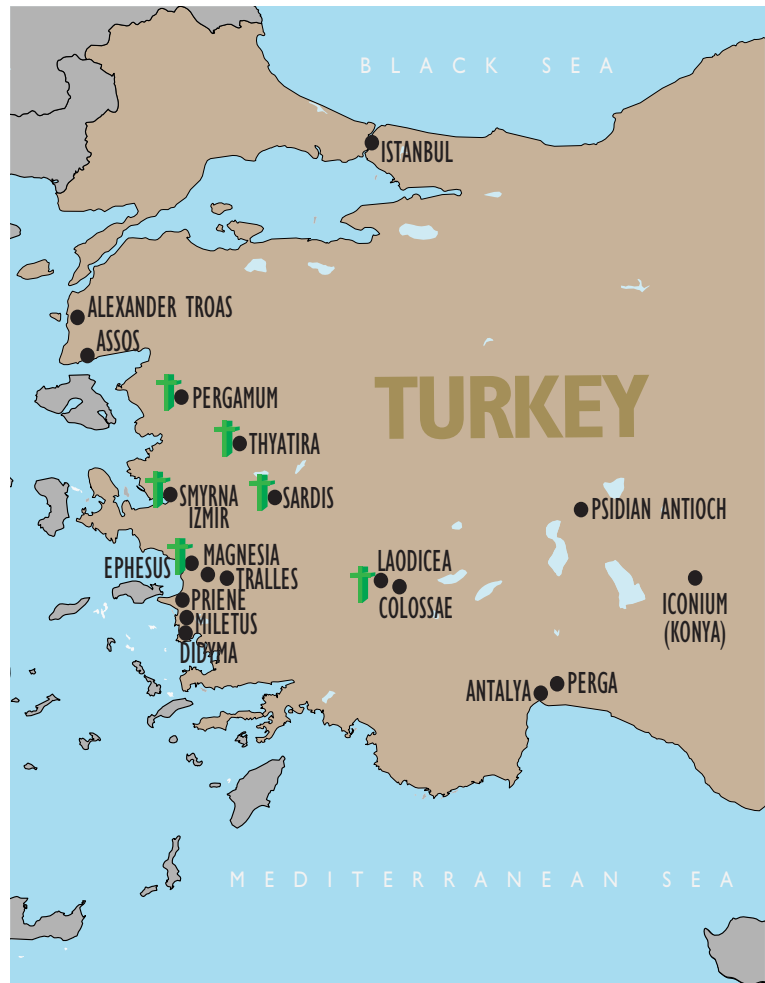 BLACK SEA
ISTANBUL
ALEXANDER TROAS
ASSOS
TURKEY
PERGAMUM
THYATIRA
SMYRNA
IZMIR
SARDIS
PSIDIAN ANTIOCH
EPHESUS
MAGNESIA
TRALLES
LAODICEA
COLOSSAE
PRIENE
MILETUS
DIDYMA
ICONIUM
(KONYA)
ANTALYA
PERGA
MEDITERRANEAN SEA